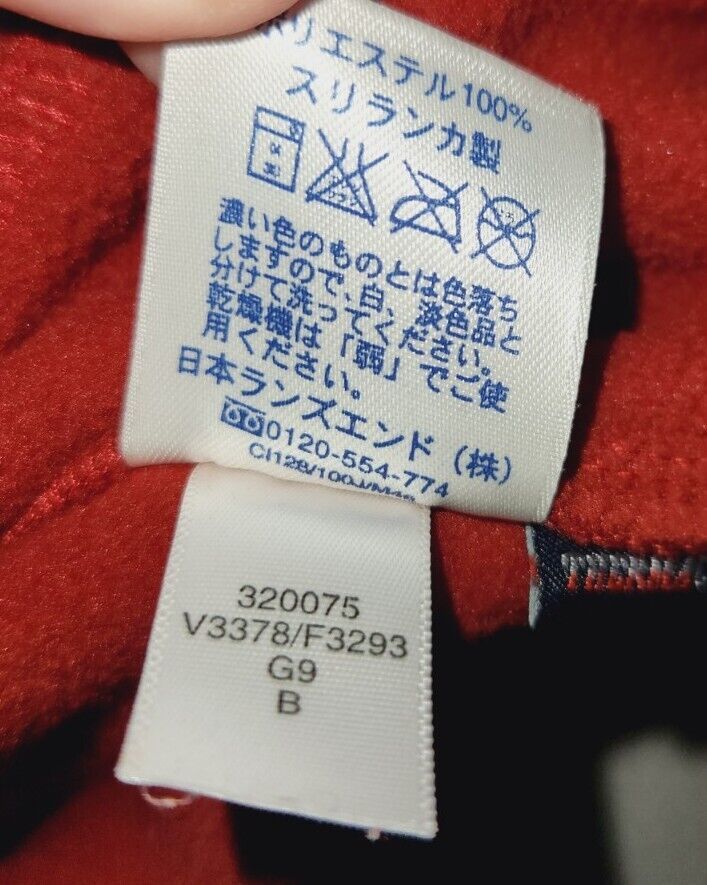 ポリエステル100%
スリランカ製
濃い色のものとは色落ち
しますので、白、淡色品と
分けて洗ってください。
乾燥機は「弱」でご使
用ください。
日本ランズエンド（株）
0120-554-774
320075
V3378/F3293
G9
B